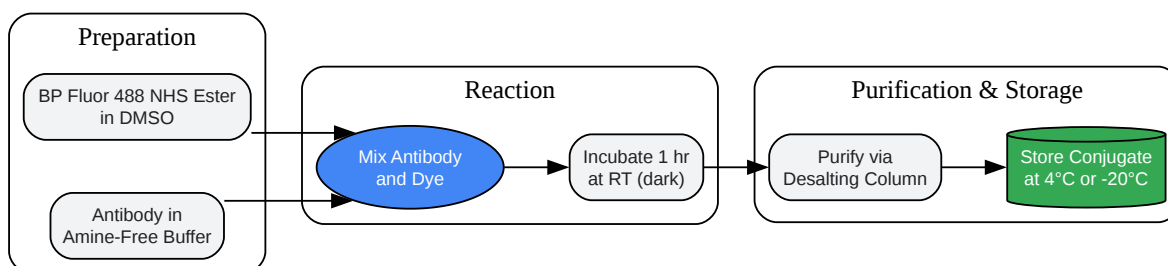 Preparation
BP Fluor 488 NHS Ester
in DMSO
Antibody in
Amine-Free Buffer
Reaction
Mix Antibody
and Dye
Incubate 1 hr
at RT (dark)
Purification & Storage
Purify via
Desalting Column
Store Conjugate
at 4°C or -20°C